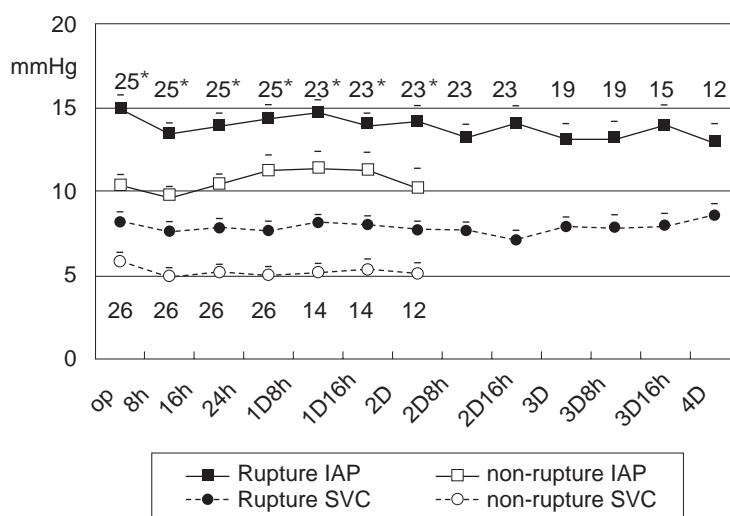 20
mmHg
25* 25* 25* 25* 23* 23* 23* 23 23 19 19 15 12
15
10
5
26 26 26 26 14 14 12
0
op 8h 16h 24h 1D8h 1D16h 2D 2D8h 2D16h 3D 3D8h 3D16h 4D
Rupture IAP non-rupture IAP
Rupture SVC non-rupture SVC